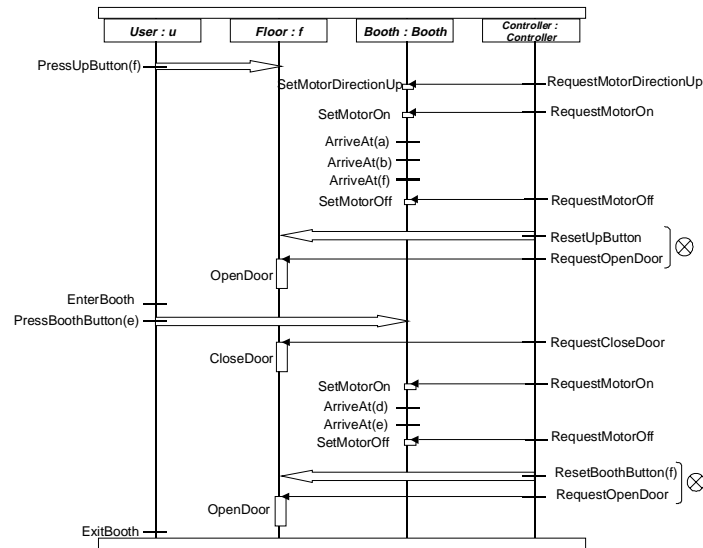 User : u
Floor : f
Booth : Booth
Controller :
Controller
PressUpButton(f)
SetMotorDirectionUp
RequestMotorDirectionUp
SetMotorOn
RequestMotorOn
ArriveAt(a)
ArriveAt(b)
ArriveAt(f)
SetMotorOff
RequestMotorOff
ResetUpButton
RequestOpenDoor
OpenDoor
EnterBooth
PressBoothButton(e)
RequestCloseDoor
CloseDoor
SetMotorOn
RequestMotorOn
ArriveAt(d)
ArriveAt(e)
SetMotorOff
RequestMotorOff
ResetBoothButton(f)
RequestOpenDoor
OpenDoor
ExitBooth